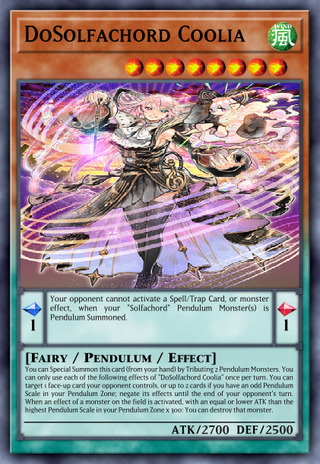 DoSolfachord Coolia
WIND
風
Your opponent cannot activate a Spell/Trap Card, or monster
effect, when your "Solfachord" Pendulum Monster(s) is
Pendulum Summoned.
1
1
[Fairy / Pendulum / Effect]
You can Special Summon this card (from your hand) by Tributing 2 Pendulum Monsters. You
can only use each of the following effects of "DoSolfachord Coolia" once per turn. You can
target 1 face-up card your opponent controls, or up to 2 cards if you have an odd Pendulum
Scale in your Pendulum Zone; negate its effects until the end of your opponent's turn.
When an effect of a monster on the field is activated, with an equal or lower ATK than the
highest Pendulum Scale in your Pendulum Zone x 300: You can destroy that monster.
ATK/2700 DEF/2500